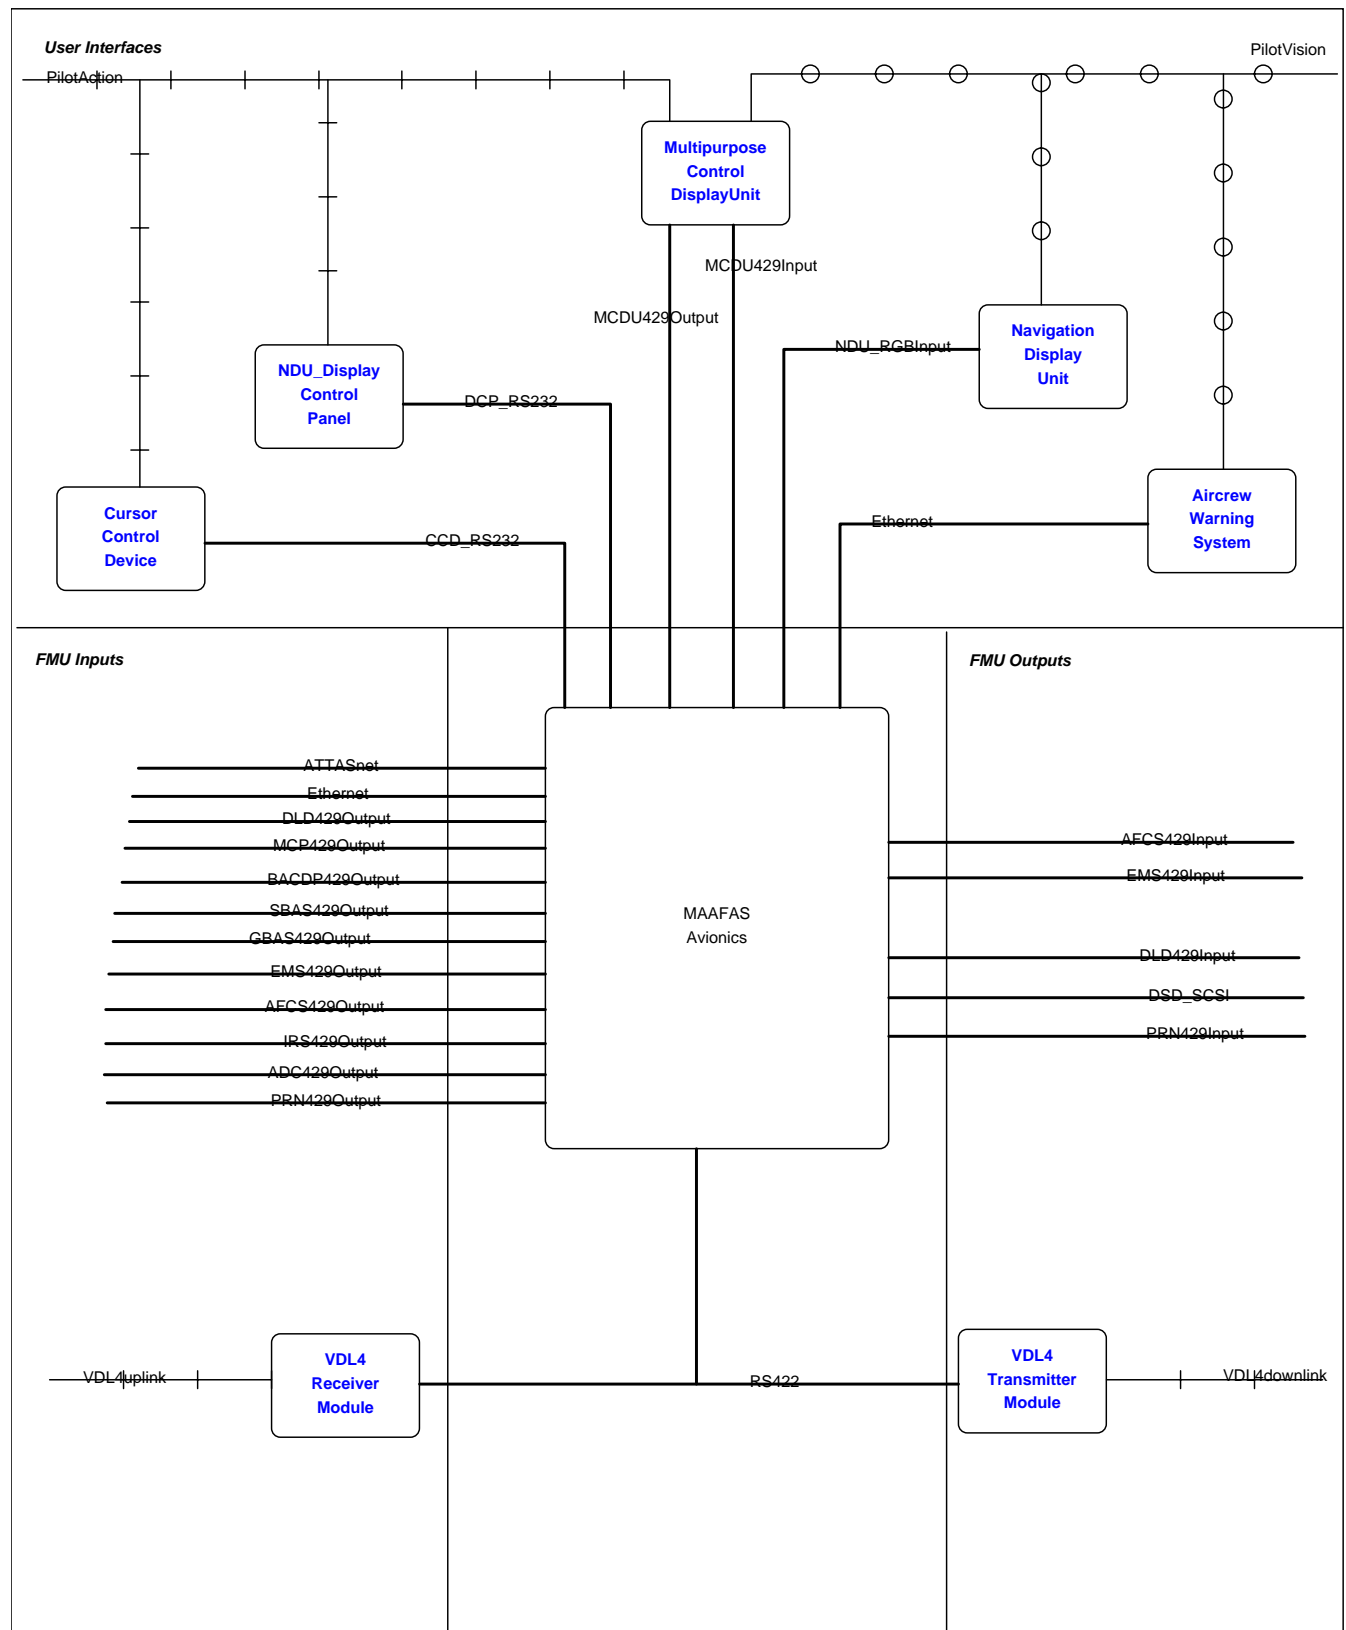 User Interfaces
PilotVision
PilotAction
Multipurpose
Control
DisplayUnit
MCDU429Input
MCDU429Output
Navigation
Display
Unit
NDU_RGBInput
NDU_Display
Control
Panel
DCP_RS232
Aircrew
Warning
System
Ethernet
Cursor
Control
Device
CCD_RS232
FMU Inputs
FMU Outputs
ATTASnet
Ethernet
DLD429Output
MCP429Output
BACDP429Output
SBAS429Output
GBAS429Output
EMS429Output
AFCS429Output
IRS429Output
ADC429Output
PRN429Output
MAAFAS
Avionics
AFCS429Input
EMS429Input
DLD429Input
DSD_SCSI
PRN429Input
VDL4uplink
VDL4
Receiver
Module
RS422
VDL4
Transmitter
Module
VDL4downlink